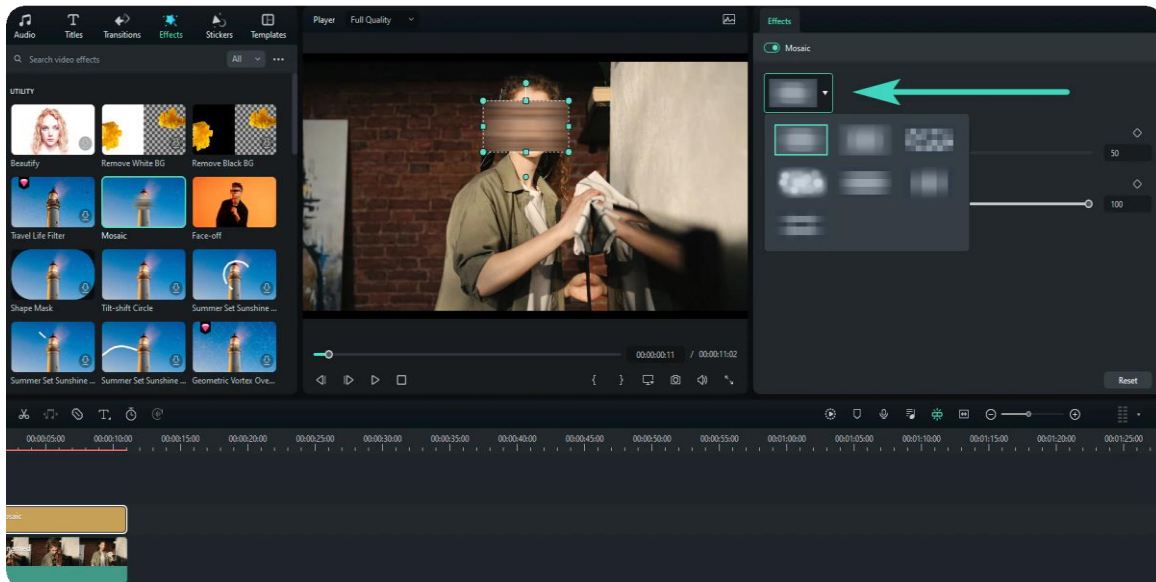 Audio
Titles
Transitions
Effects
Stickers
Templates
Search video effects
All
UTILITY
Beautify
Remove White BG
Remove Black BG
Travel Life Filter
Mosaic
Face-off
Shape Mask
Tilt-shift Circle
Summer Set Sunshine ...
Summer Set Sunshine ...
Summer Set Sunshine ...
Geometric Vortex Ove...
Player Full Quality
00:00:00:11 / 00:00:11:02
Effects
Mosaic
50
100
Reset
00:00:05:00 00:00:10:00 00:00:15:00 00:00:20:00 00:00:25:00 00:00:30:00 00:00:35:00 00:00:40:00 00:00:45:00 00:00:50:00 00:00:55:00 00:01:00:00 00:01:05:00 00:01:10:00 00:01:15:00 00:01:20:00 00:01:25:00
osaic